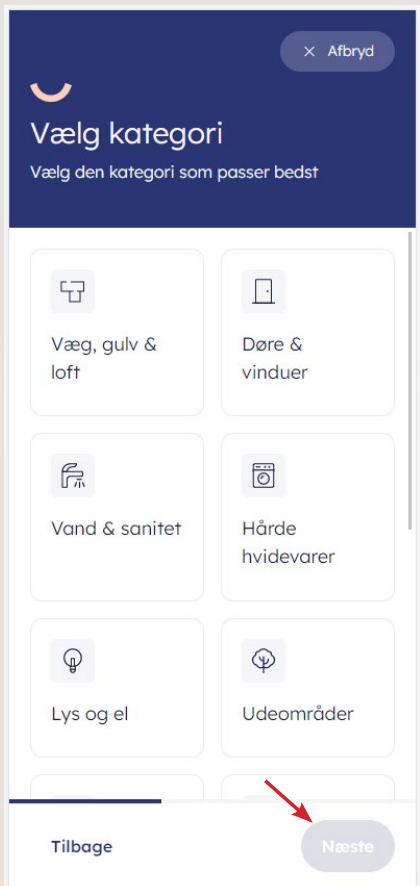 × Afbryd
Vælg kategori
Vælg den kategori som passer bedst
Væg, gulv &
loft
Døre &
vinduer
Vand & sanitet
Hårde
hvidevarer
Lys og el
Udeområder
Tilbage
Næste